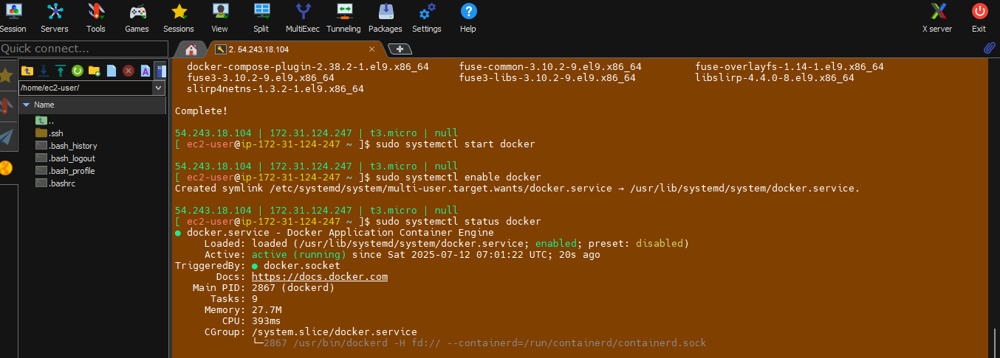 Session Servers Tools Games Sessions View Split MultiExec Tunneling Packages Settings Help X server Exit
Quick connect...
2. 54.243.18.104
/home/ec2-user/
Name
..
.ssh
.bash_history
.bash_logout
.bash_profile
.bashrc
docker-compose-plugin-2.38.2-1.el9.x86_64 fuse-common-3.10.2-9.el9.x86_64 fuse-overlayfs-1.14-1.el9.x86_64
fuse3-3.10.2-9.el9.x86_64 fuse3-libs-3.10.2-9.el9.x86_64 libslirp-4.4.0-8.el9.x86_64
slirp4netns-1.3.2-1.el9.x86_64
Complete!
54.243.18.104 | 172.31.124.247 | t3.micro | null
[ ec2-user@ip-172-31-124-247 ~ ]$ sudo systemctl start docker
54.243.18.104 | 172.31.124.247 | t3.micro | null
[ ec2-user@ip-172-31-124-247 ~ ]$ sudo systemctl enable docker
Created symlink /etc/systemd/system/multi-user.target.wants/docker.service → /usr/lib/systemd/system/docker.service.
54.243.18.104 | 172.31.124.247 | t3.micro | null
[ ec2-user@ip-172-31-124-247 ~ ]$ sudo systemctl status docker
● docker.service - Docker Application Container Engine
Loaded: loaded (/usr/lib/systemd/system/docker.service; enabled; preset: disabled)
Active: active (running) since Sat 2025-07-12 07:01:22 UTC; 20s ago
TriggeredBy: ● docker.socket
Docs: https://docs.docker.com
Main PID: 2867 (dockerd)
Tasks: 9
Memory: 27.7M
CPU: 393ms
CGroup: /system.slice/docker.service
└─2867 /usr/bin/dockerd -H fd:// --containerd=/run/containerd/containerd.sock